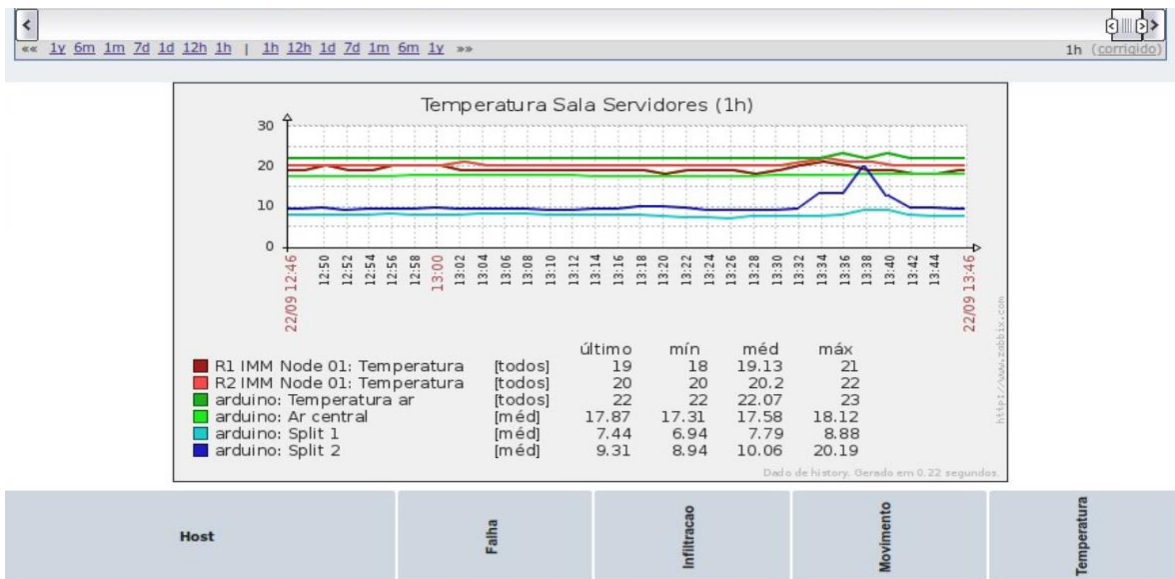 «« 1y 6m 1m 7d 1d 12h 1h | 1h 12h 1d 7d 1m 6m 1y »» 1h (corrigido)
Temperatura Sala Servidores (1h)
30
20
10
0
22/09 12:46 12:50 12:52 12:54 12:56 12:58 13:00 13:02 13:04 13:06 13:08 13:10 13:12 13:14 13:16 13:18 13:20 13:22 13:24 13:26 13:28 13:30 13:32 13:34 13:36 13:38 13:40 13:42 13:44 22/09 13:46
último mín méd máx
R1 IMM Node 01: Temperatura [todos] 19 18 19.13 21
R2 IMM Node 01: Temperatura [todos] 20 20 20.2 22
arduino: Temperatura ar [todos] 22 22 22.07 23
arduino: Ar central [méd] 17.87 17.31 17.58 18.12
arduino: Split 1 [méd] 7.44 6.94 7.79 8.88
arduino: Split 2 [méd] 9.31 8.94 10.06 20.19
http://www.zabbix.com
Dado de history. Gerado em 0.22 segundos.
Host Falha Infiltracao Movimento Temperatura